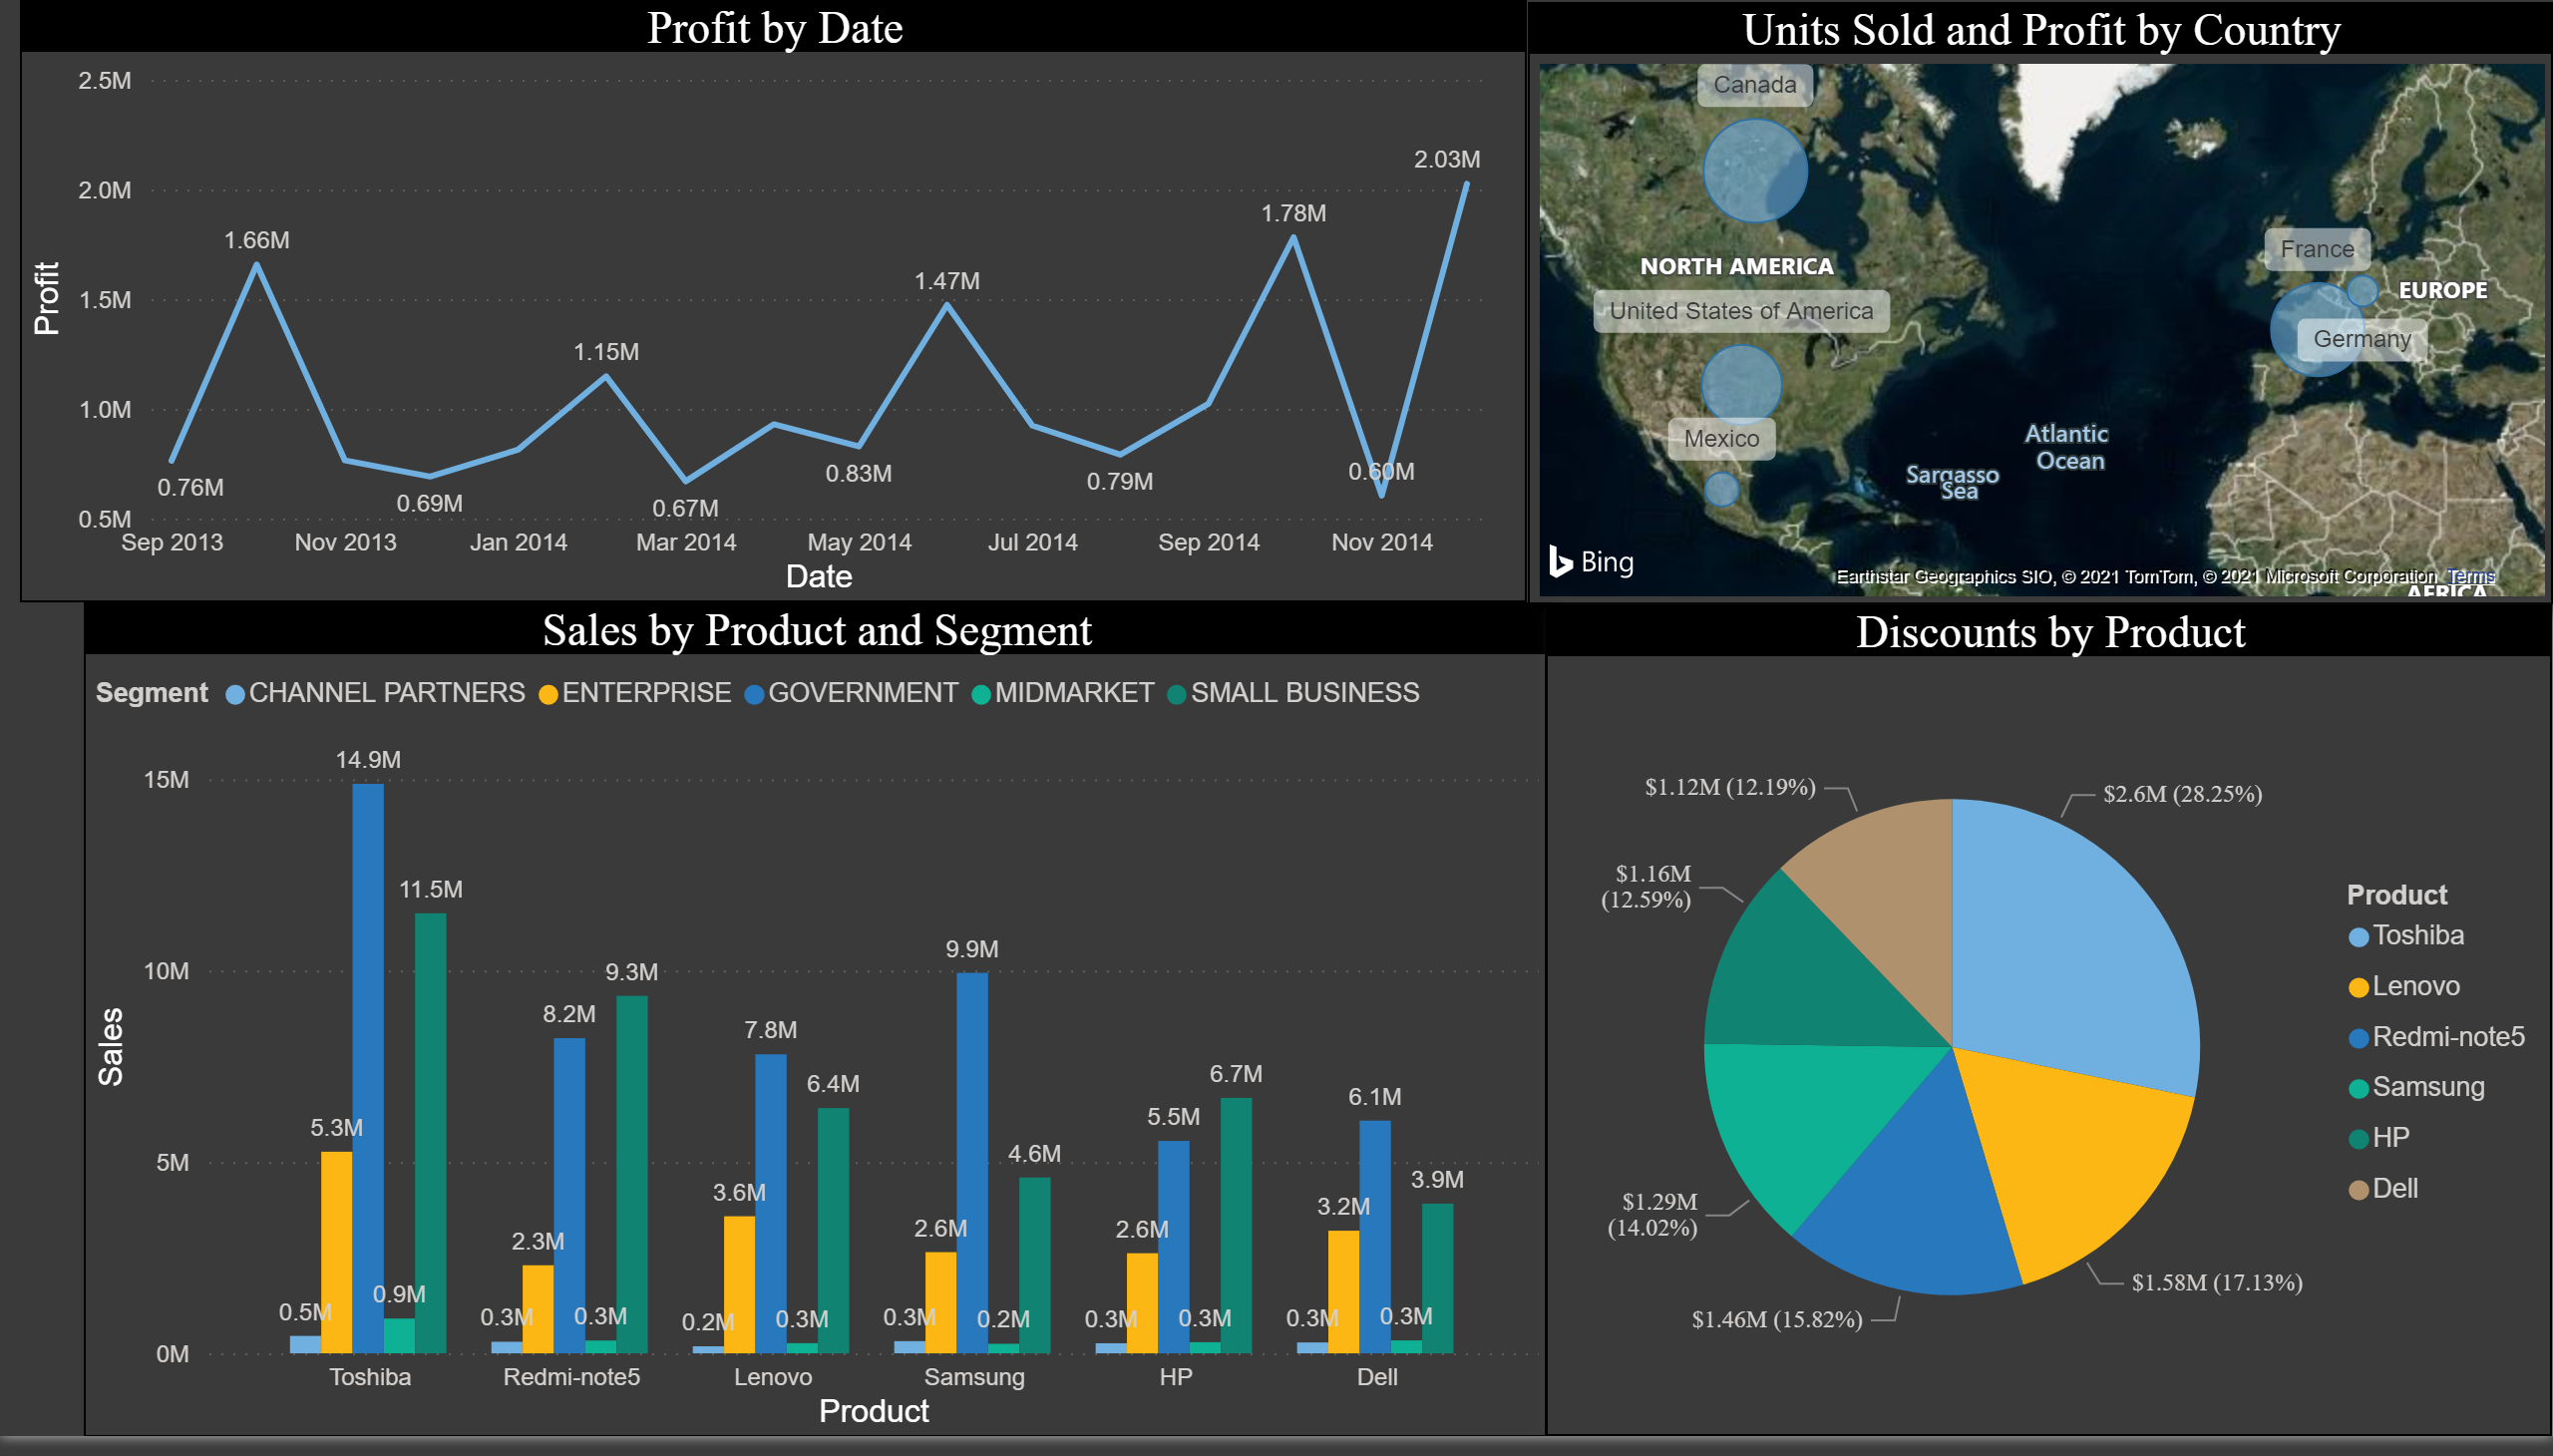 Profit by Date
2.5M
2.0M
1.5M
1.0M
0.5M
Profit
0.76M
1.66M
0.69M
1.15M
0.67M
0.83M
1.47M
0.79M
1.78M
0.60M
2.03M
Sep 2013
Nov 2013
Jan 2014
Mar 2014
May 2014
Jul 2014
Sep 2014
Nov 2014
Date
Units Sold and Profit by Country
Canada
NORTH AMERICA
United States of America
Mexico
France
EUROPE
Germany
Atlantic
Ocean
Sargasso
Sea
Bing
Earthstar Geographics SIO, © 2021 TomTom, © 2021 Microsoft Corporation Terms
AFRICA
Sales by Product and Segment
Segment CHANNEL PARTNERS ENTERPRISE GOVERNMENT MIDMARKET SMALL BUSINESS
15M
10M
5M
0M
Sales
0.5M
5.3M
14.9M
0.9M
11.5M
0.3M
2.3M
8.2M
0.3M
9.3M
0.2M
3.6M
7.8M
0.3M
6.4M
0.3M
2.6M
9.9M
0.2M
4.6M
0.3M
2.6M
5.5M
0.3M
6.7M
0.3M
3.2M
6.1M
0.3M
3.9M
Toshiba
Redmi-note5
Lenovo
Samsung
HP
Dell
Product
Discounts by Product
$2.6M (28.25%)
$1.58M (17.13%)
$1.46M (15.82%)
$1.29M
(14.02%)
$1.16M
(12.59%)
$1.12M (12.19%)
Product
Toshiba
Lenovo
Redmi-note5
Samsung
HP
Dell